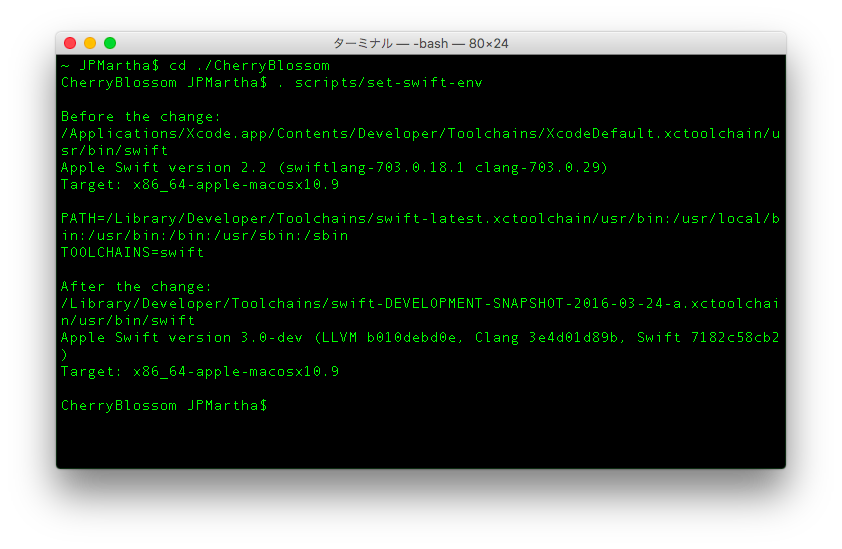 ターミナル — -bash — 80×24
~ JPMartha$ cd ./CherryBlossom
CherryBlossom JPMartha$ . scripts/set-swift-env
Before the change:
/Applications/Xcode.app/Contents/Developer/Toolchains/XcodeDefault.xctoolchain/u
sr/bin/swift
Apple Swift version 2.2 (swiftlang-703.0.18.1 clang-703.0.29)
Target: x86_64-apple-macosx10.9
PATH=/Library/Developer/Toolchains/swift-latest.xctoolchain/usr/bin:/usr/local/b
in:/usr/bin:/bin:/usr/sbin:/sbin
TOOLCHAINS=swift
After the change:
/Library/Developer/Toolchains/swift-DEVELOPMENT-SNAPSHOT-2016-03-24-a.xctoolchai
n/usr/bin/swift
Apple Swift version 3.0-dev (LLVM b010debd0e, Clang 3e4d01d89b, Swift 7182c58cb2
)
Target: x86_64-apple-macosx10.9
CherryBlossom JPMartha$